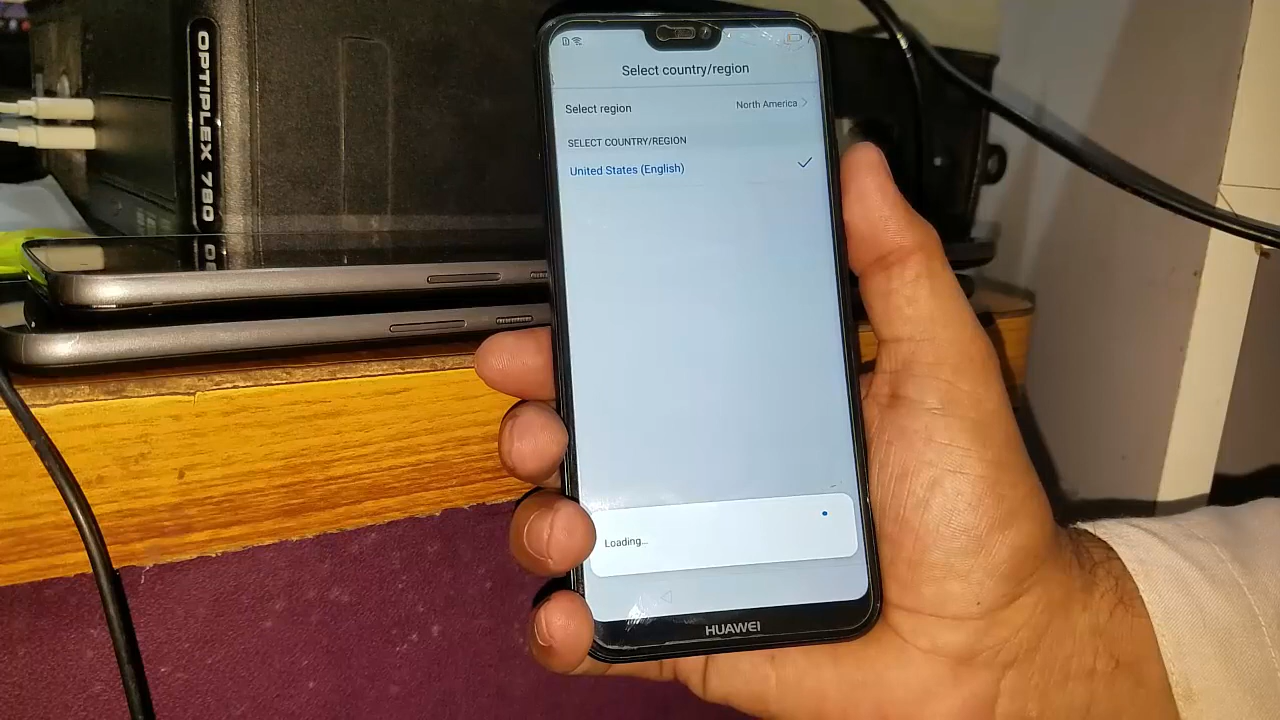 OPTIPLEX 780
Select country/region
Select region
North America
SELECT COUNTRY/REGION
United States (English)
Loading...
HUAWEI